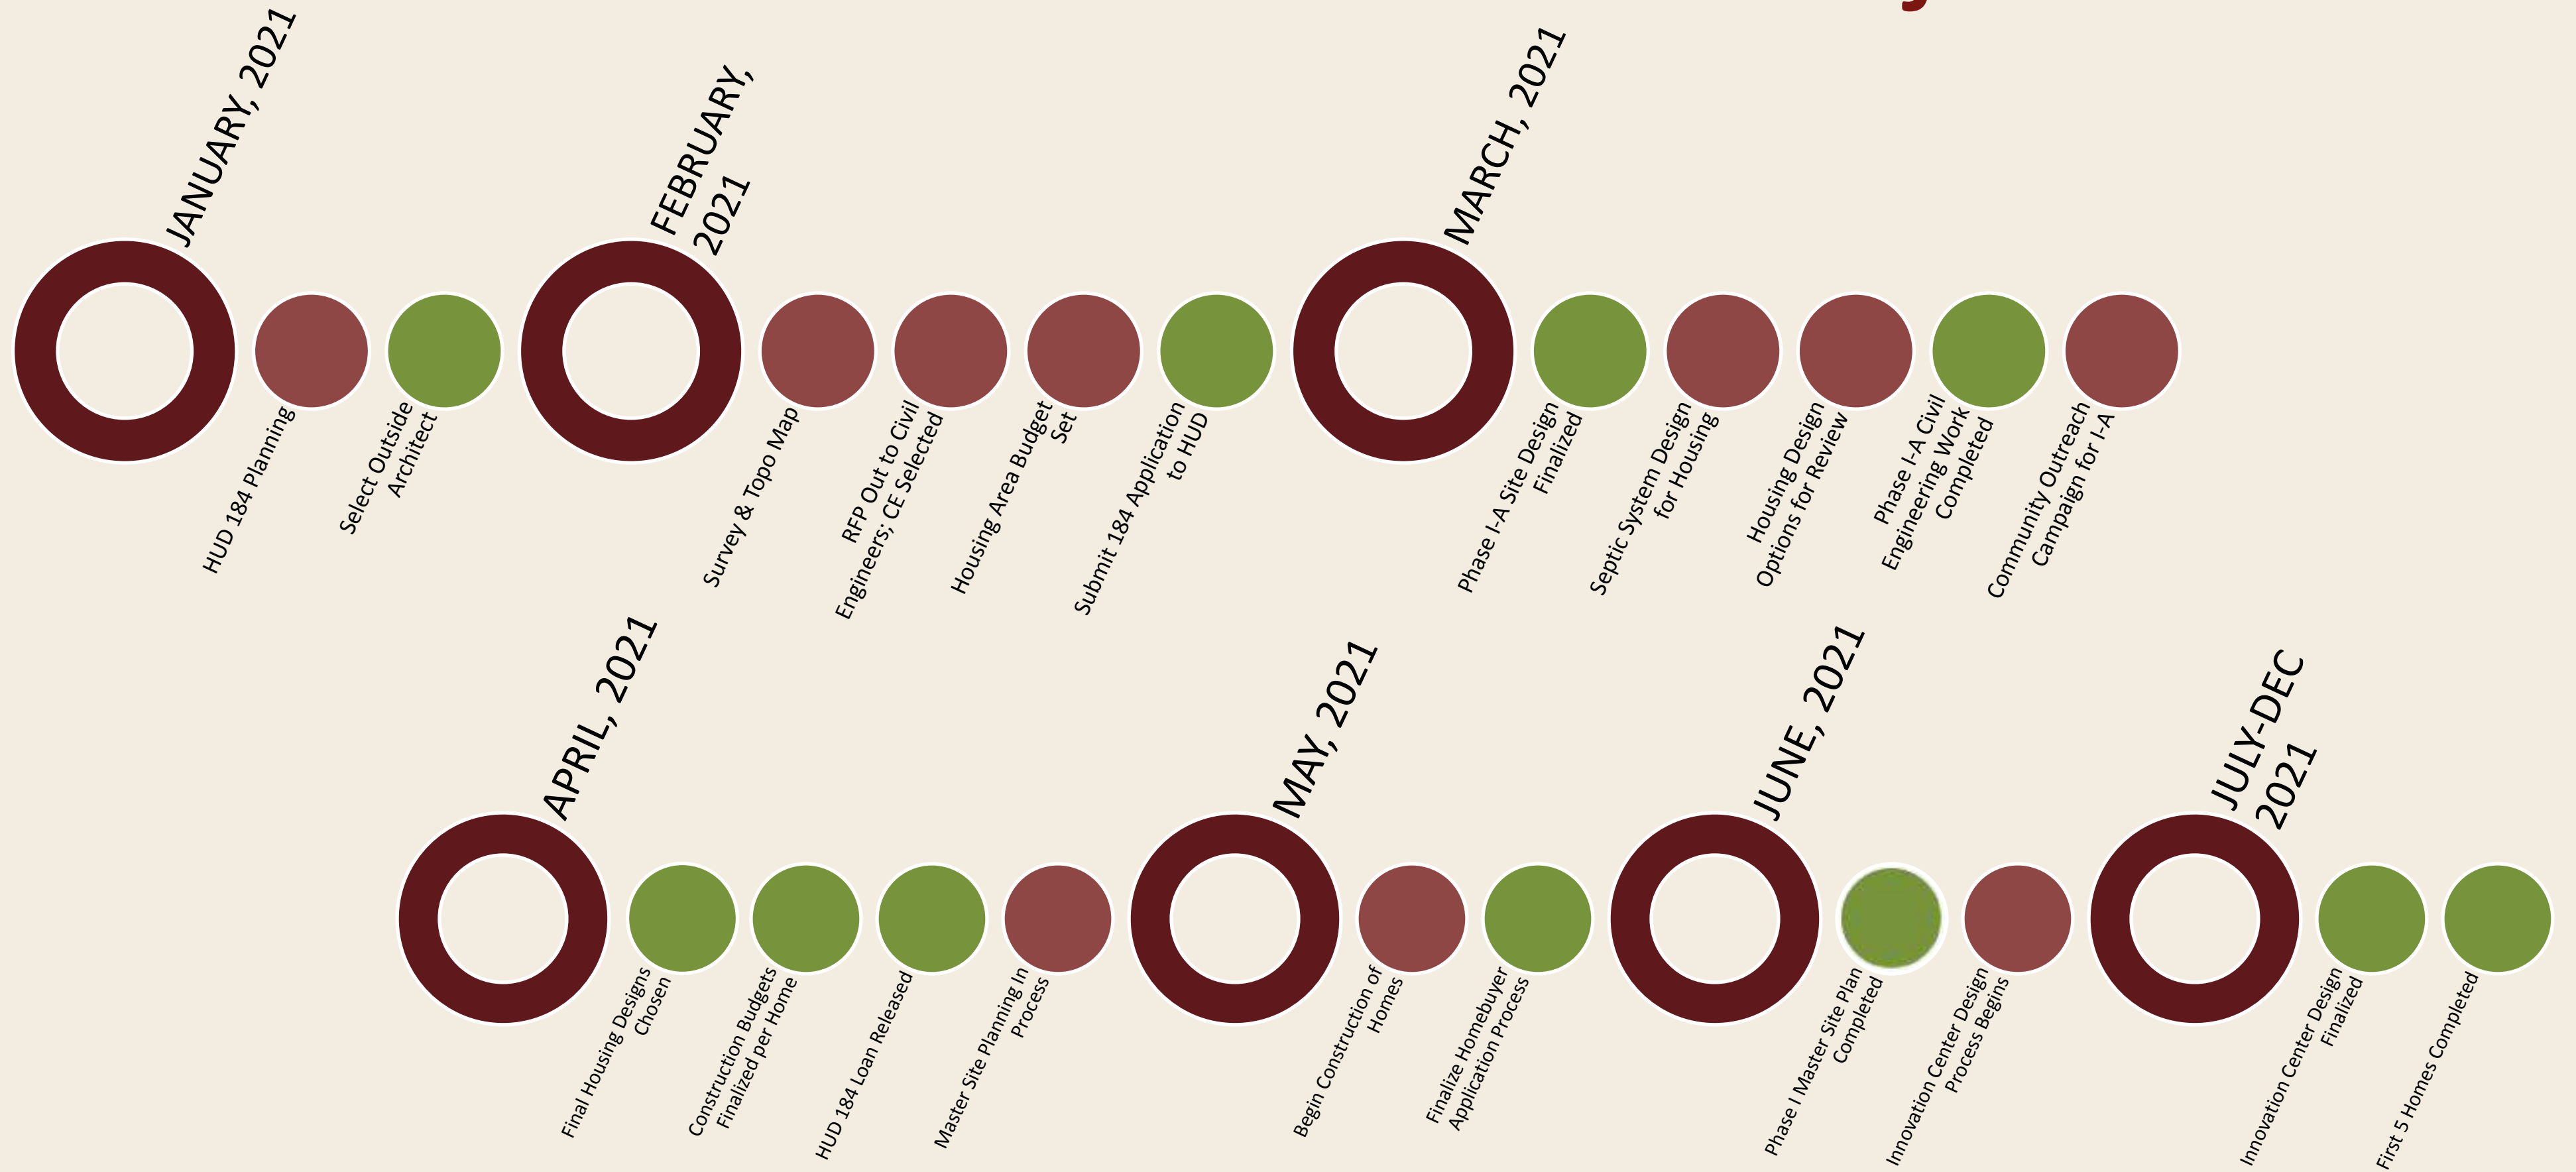 JANUARY, 2021
HUD 184 Planning
Select Outside
Architect
FEBRUARY,
2021
Survey & Topo Map
RFP Out to Civil
Engineers; CE Selected
Housing Area Budget
Set
Submit 184 Application
to HUD
MARCH, 2021
Phase I-A Site Design
Finalized
Septic System Design
for Housing
Housing Design
Options for Review
Phase I-A Civil
Engineering Work
Completed
Community Outreach
Campaign for I-A
APRIL, 2021
Final Housing Designs
Chosen
Construction Budgets
Finalized per Home
HUD 184 Loan Released
Master Site Planning In
Process
MAY, 2021
Begin Construction of
Homes
Finalize Homebuyer
Application Process
JUNE, 2021
Phase I Master Site Plan
Completed
Innovation Center Design
Process Begins
JULY-DEC
2021
Innovation Center Design
Finalized
First 5 Homes Completed